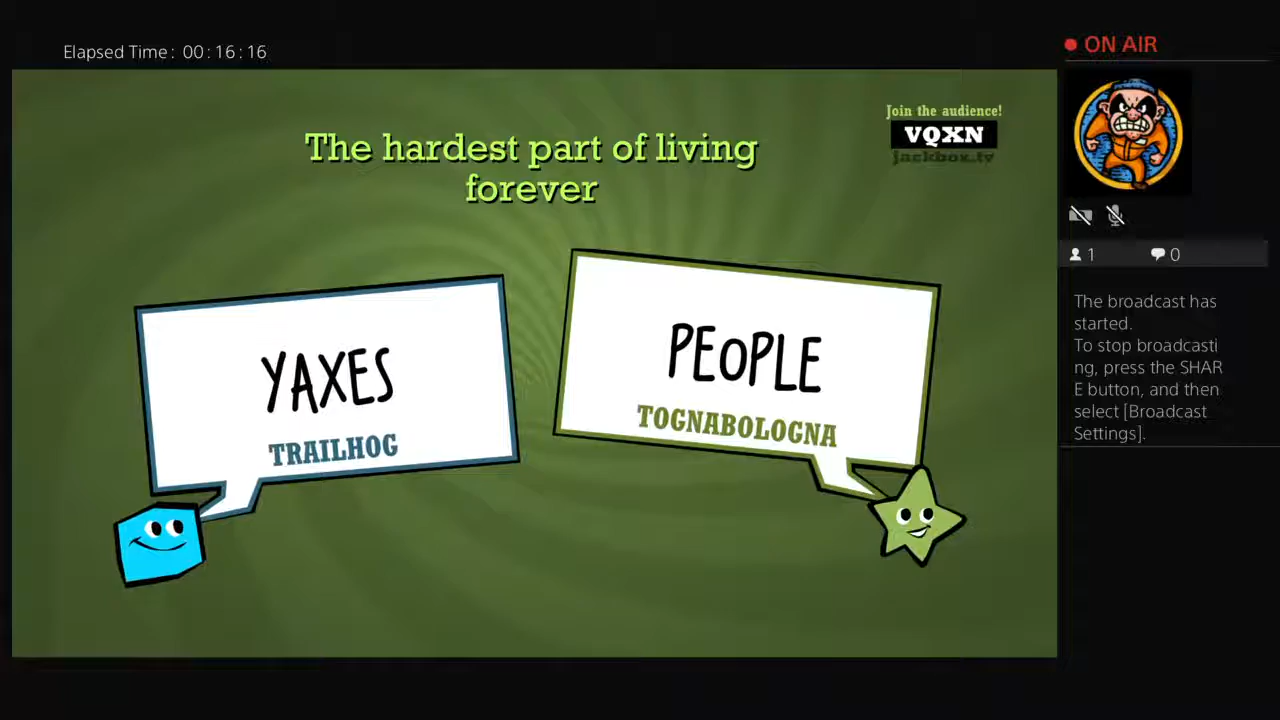 Elapsed Time: 00:16:16
ON AIR
Join the audience!
VQXN
jackbox.tv
The hardest part of living
forever
YAXES
TRAILHOG
PEOPLE
TOGNABOLOGNA
1
0
The broadcast has
started.
To stop broadcasti
ng, press the SHAR
E button, and then
select [Broadcast
Settings].